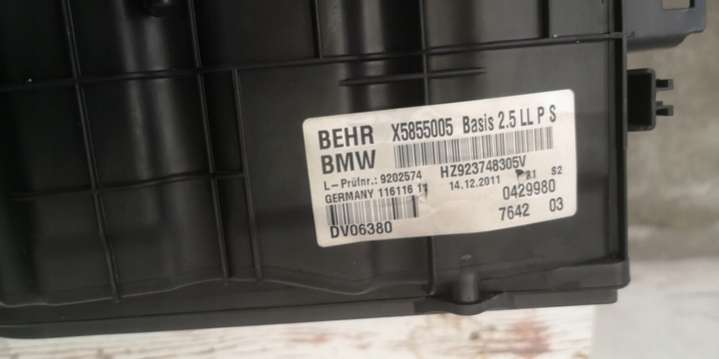 BEHR X5855005 Basis 2.5 LL P S
BMW
HZ923748305V
L-Prüfnr.: 9202574 14.12.2011 S2
GERMANY 116116 0429980
DV06380 7642 03